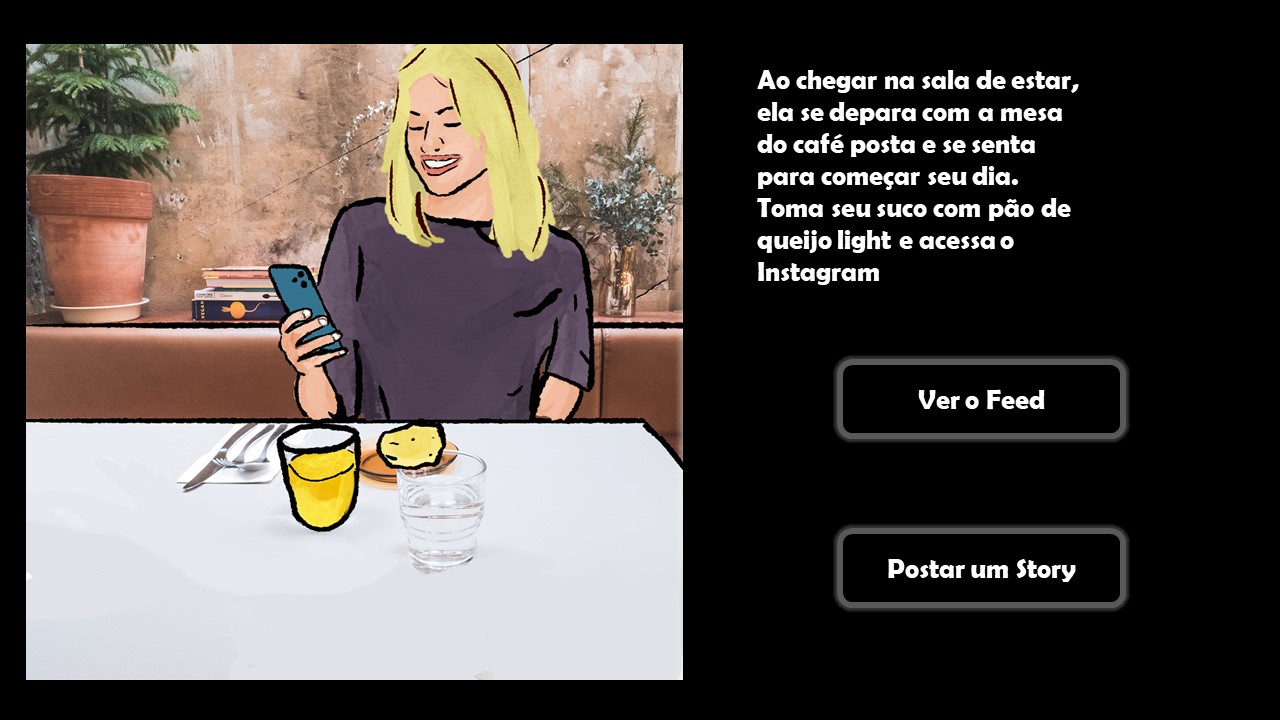 Ao chegar na sala de estar,
ela se depara com a mesa
do café posta e se senta
para começar seu dia.
Toma seu suco com pão de
queijo light e acessa o
Instagram
Ver o Feed
Postar um Story
VEGAN